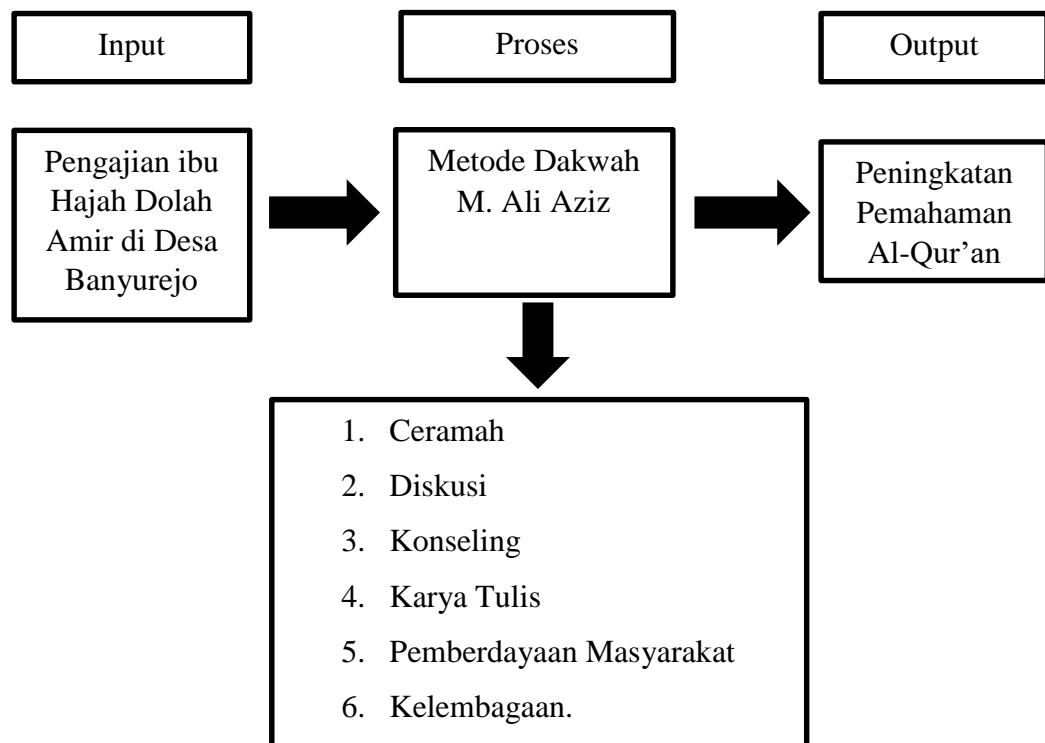 Input
Proses
Output
Pengajian ibu
Hajah Dolah
Amir di Desa
Banyurejo
Metode Dakwah
M. Ali Aziz
Peningkatan
Pemahaman
Al-Qur’an
1. Ceramah
2. Diskusi
3. Konseling
4. Karya Tulis
5. Pemberdayaan Masyarakat
6. Kelembagaan.